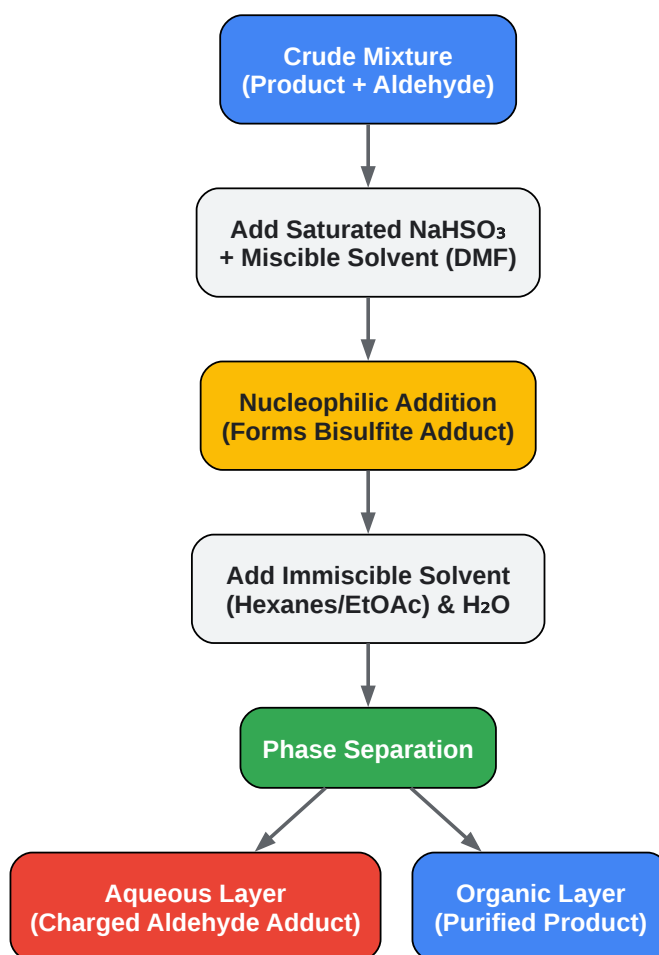 Crude Mixture
(Product + Aldehyde)
Add Saturated NaHSO₃
+ Miscible Solvent (DMF)
Nucleophilic Addition
(Forms Bisulfite Adduct)
Add Immiscible Solvent
(Hexanes/EtOAc) & H₂O
Phase Separation
Aqueous Layer
(Charged Aldehyde Adduct)
Organic Layer
(Purified Product)